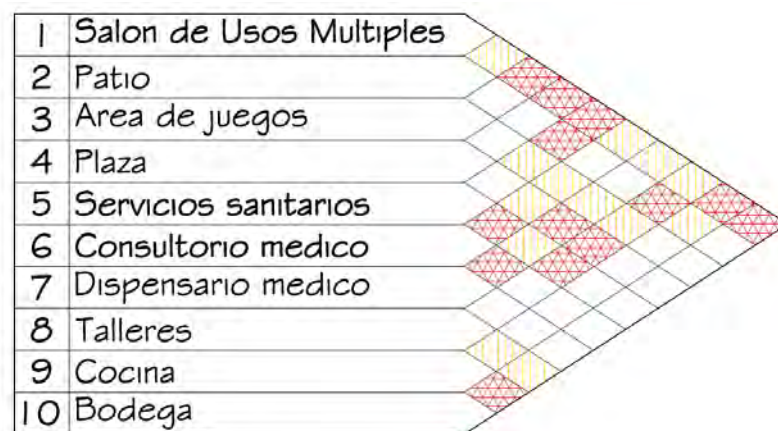 1 Salon de Usos Multiples
2 Patio
3 Area de juegos
4 Plaza
5 Servicios sanitarios
6 Consultorio medico
7 Dispensario medico
8 Talleres
9 Cocina
10 Bodega